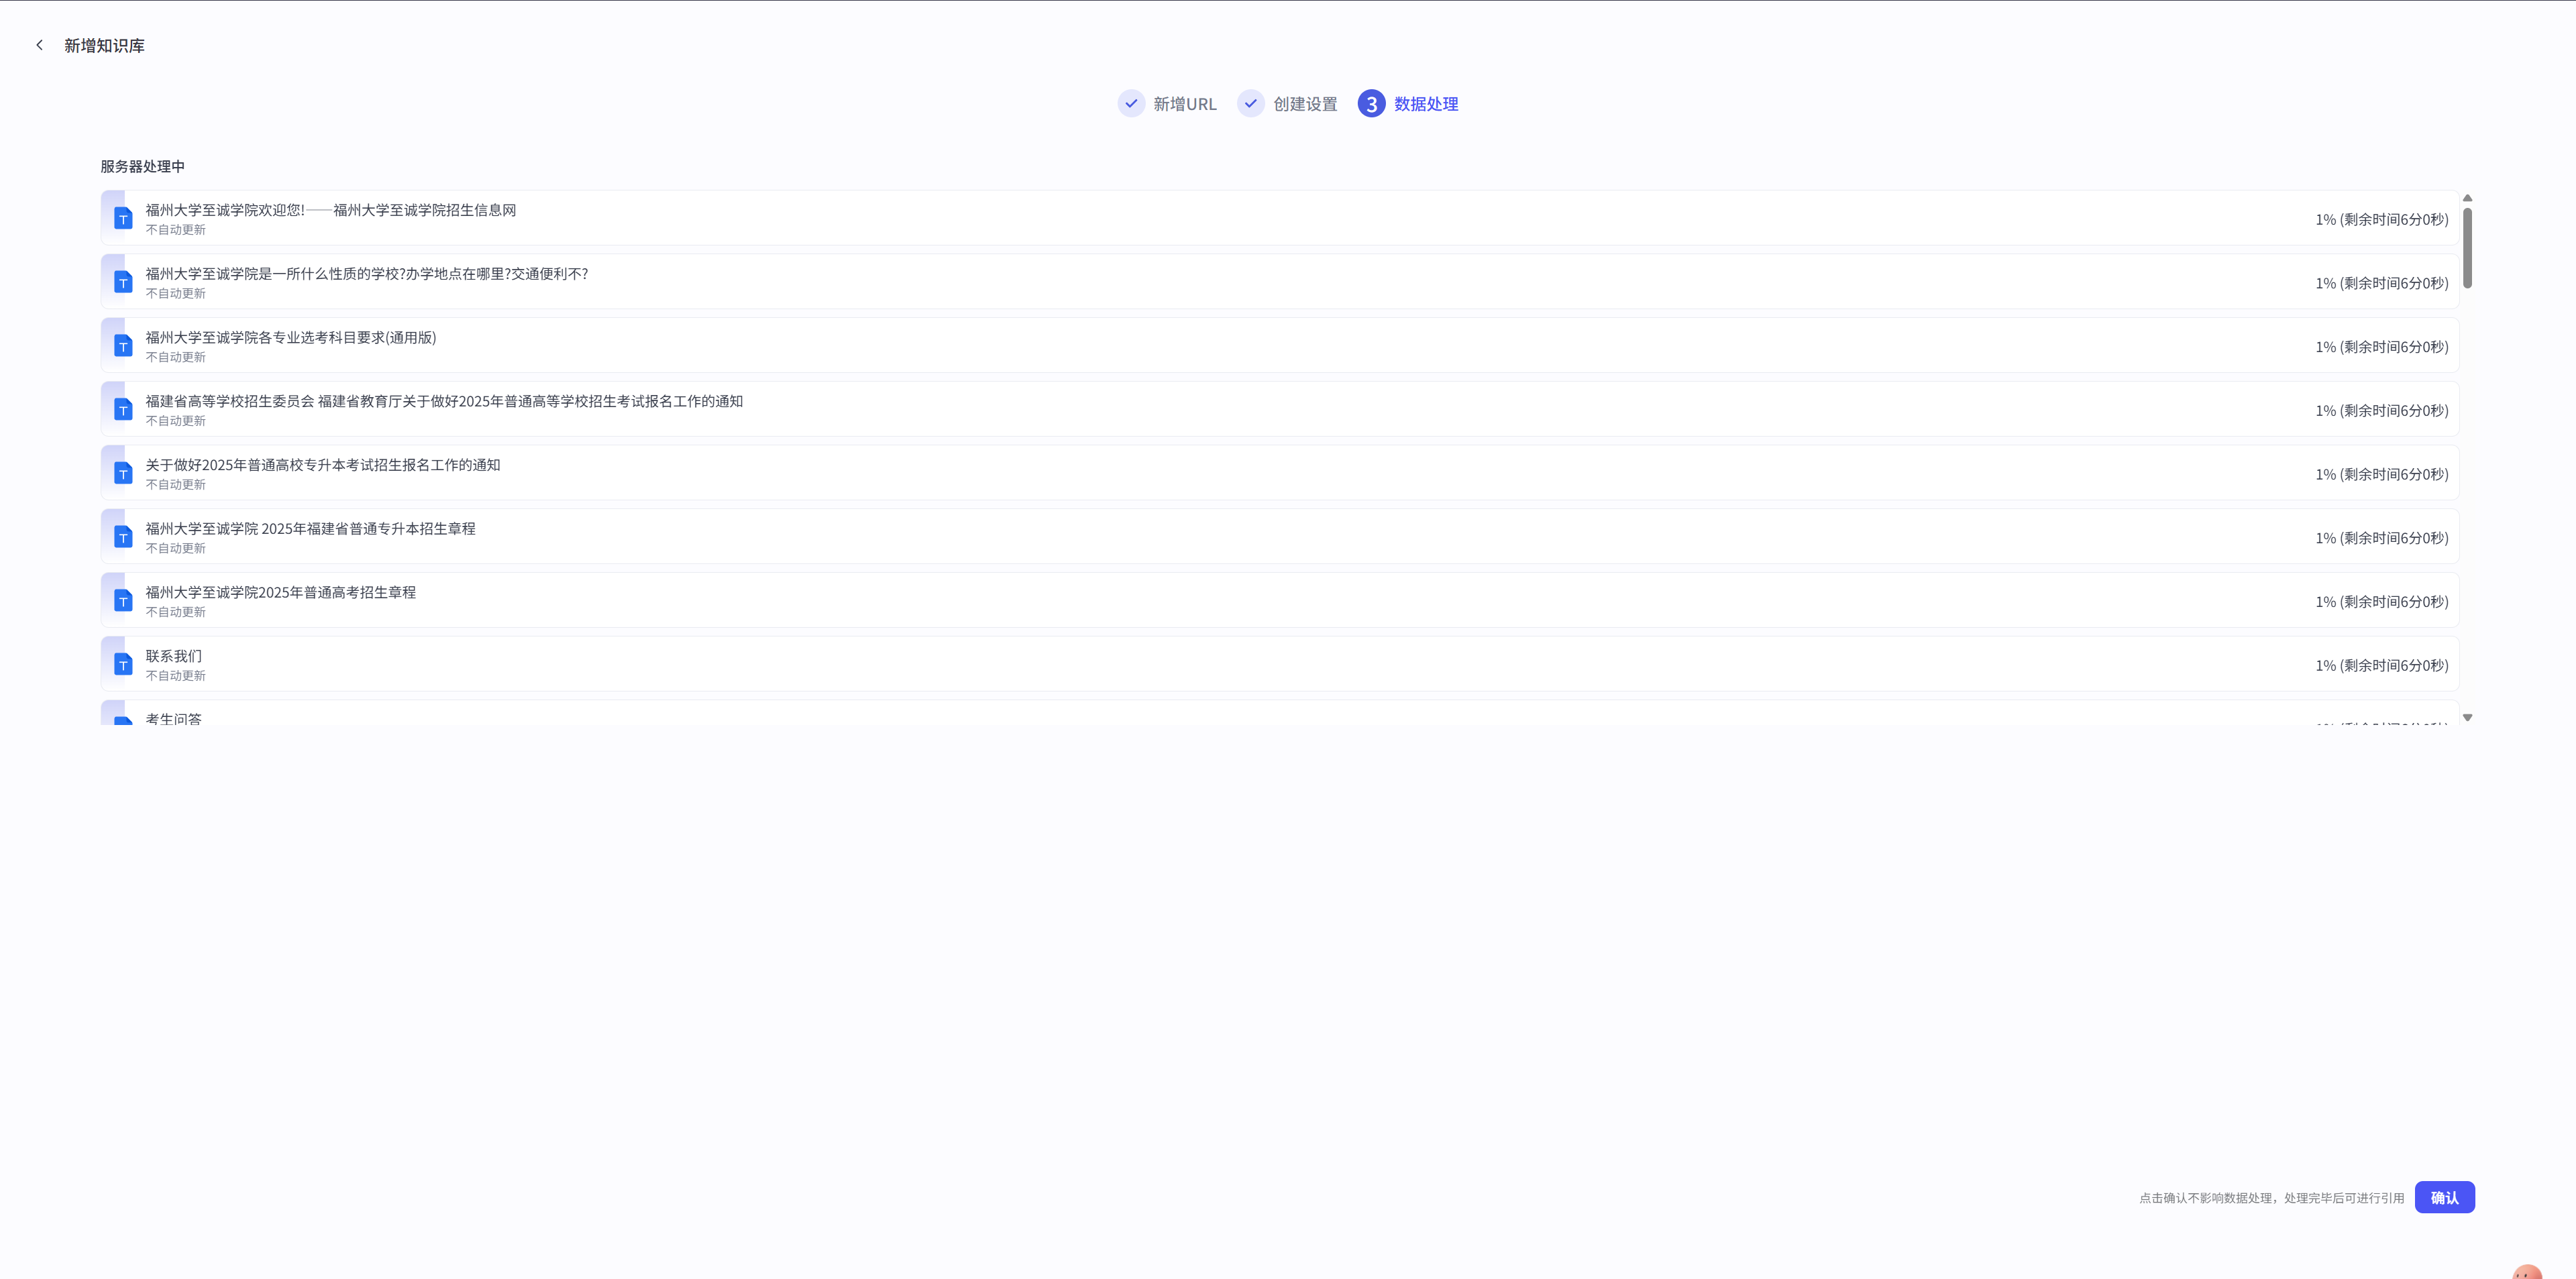 新增知识库
新增URL
创建设置
3 数据处理
服务器处理中
福州大学至诚学院欢迎您!——福州大学至诚学院招生信息网
不自动更新
1% (剩余时间6分0秒)
福州大学至诚学院是一所什么性质的学校?办学地点在哪里?交通便利不?
不自动更新
1% (剩余时间6分0秒)
福州大学至诚学院各专业选考科目要求(通用版)
不自动更新
1% (剩余时间6分0秒)
福建省高等学校招生委员会 福建省教育厅关于做好2025年普通高等学校招生考试报名工作的通知
不自动更新
1% (剩余时间6分0秒)
关于做好2025年普通高校专升本考试招生报名工作的通知
不自动更新
1% (剩余时间6分0秒)
福州大学至诚学院 2025年福建省普通专升本招生章程
不自动更新
1% (剩余时间6分0秒)
福州大学至诚学院2025年普通高考招生章程
不自动更新
1% (剩余时间6分0秒)
联系我们
不自动更新
1% (剩余时间6分0秒)
考生问答
点击确认不影响数据处理，处理完毕后可进行引用
确认